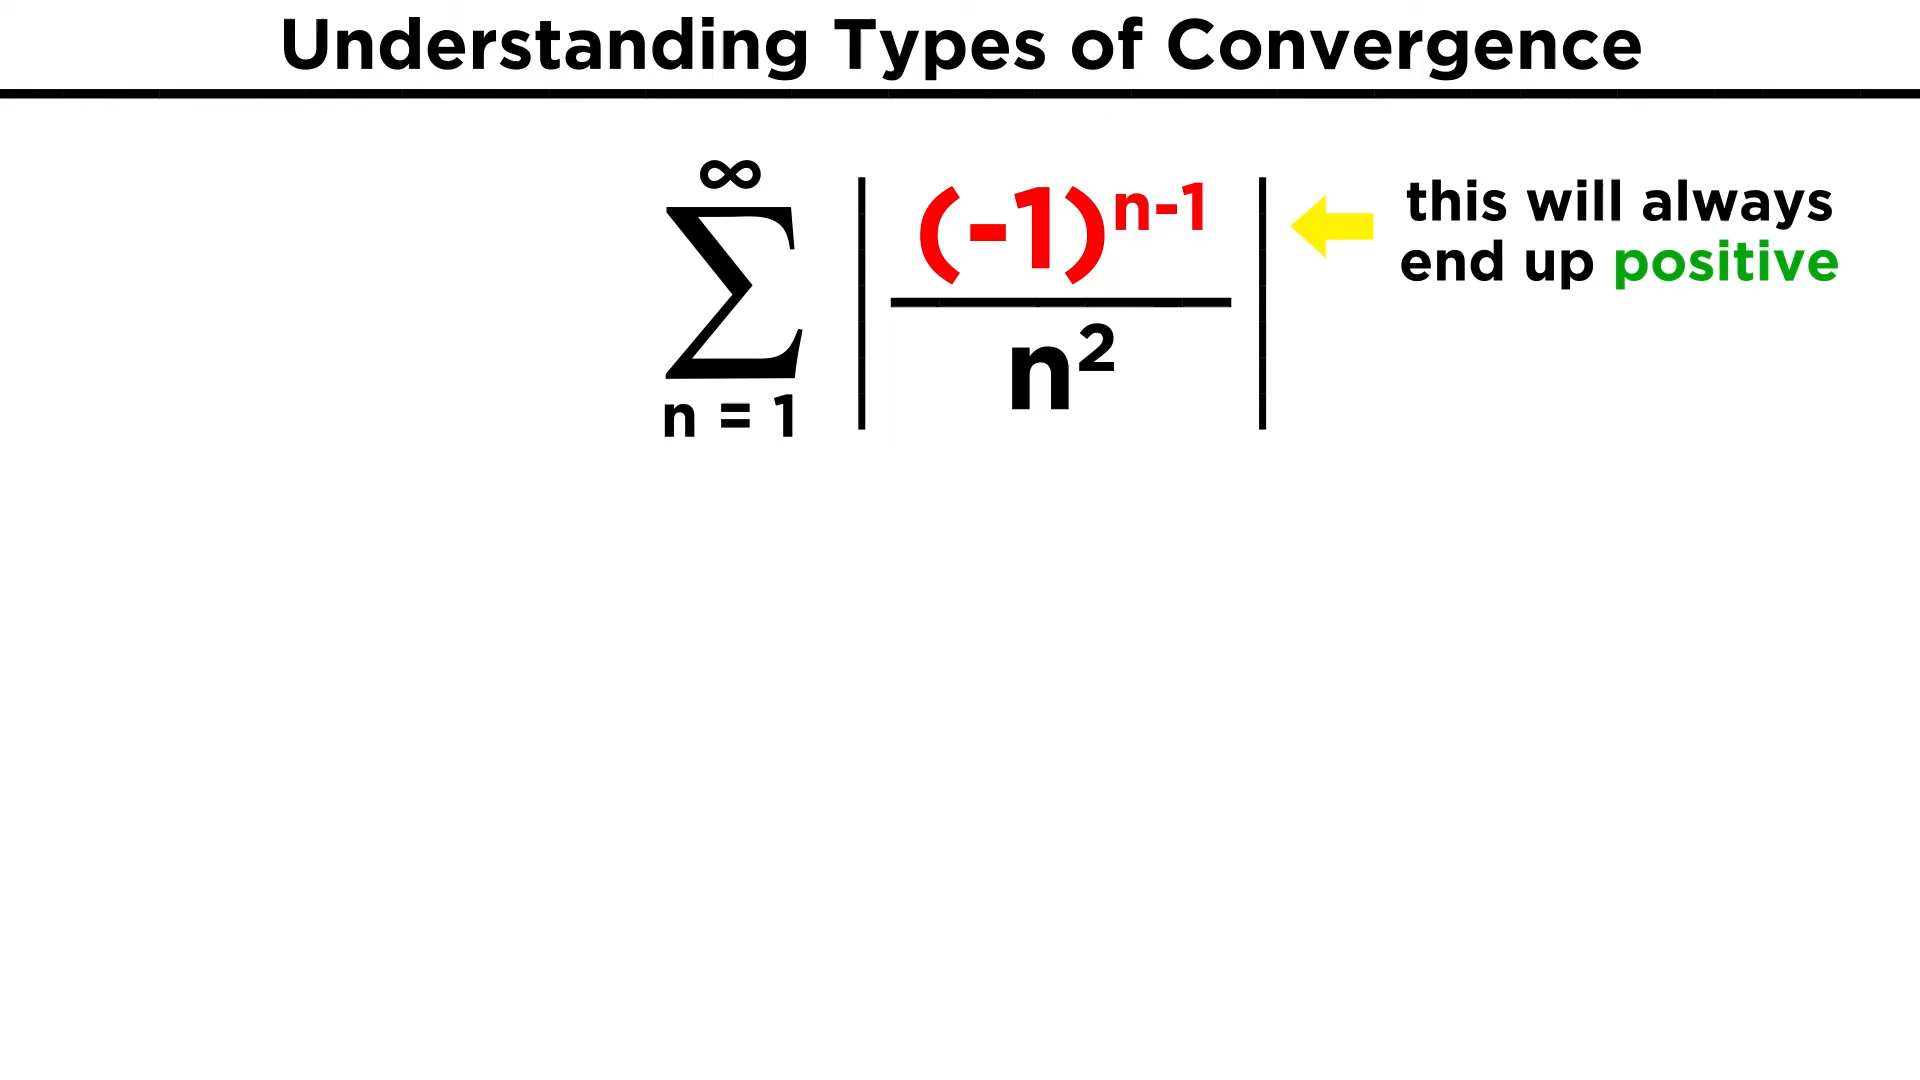 Understanding Types of Convergence
∞
∑ | (-1)ⁿ⁻¹ / n² |
n = 1
this will always
end up positive